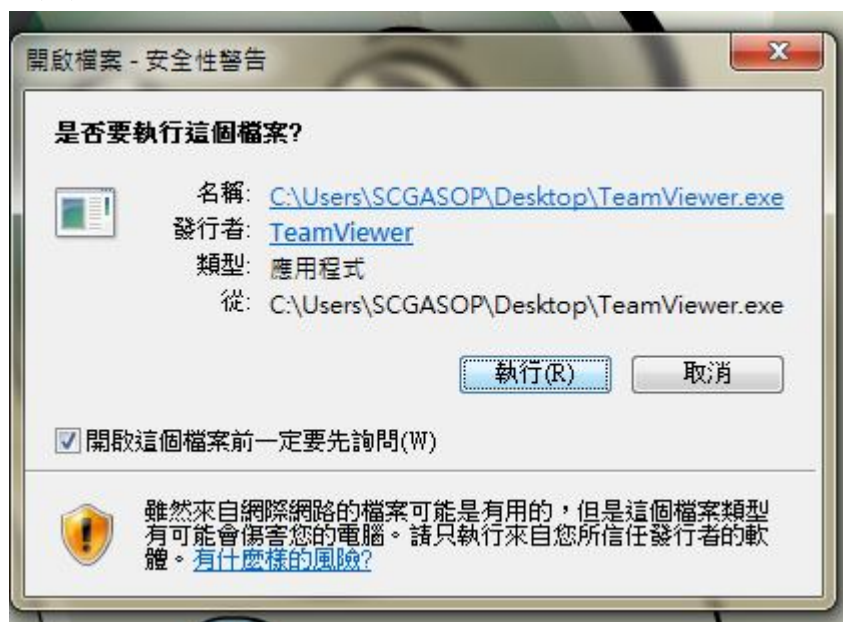 開啟檔案 - 安全性警告
是否要執行這個檔案?
名稱: C:\Users\SCGASOP\Desktop\TeamViewer.exe
發行者: TeamViewer
類型: 應用程式
從: C:\Users\SCGASOP\Desktop\TeamViewer.exe
執行(R) 取消
開啟這個檔案前一定要先詢問(W)
雖然來自網際網路的檔案可能是有用的，但是這個檔案類型
有可能會傷害您的電腦。請只執行來自您所信任發行者的軟
體。有什麼樣的風險?